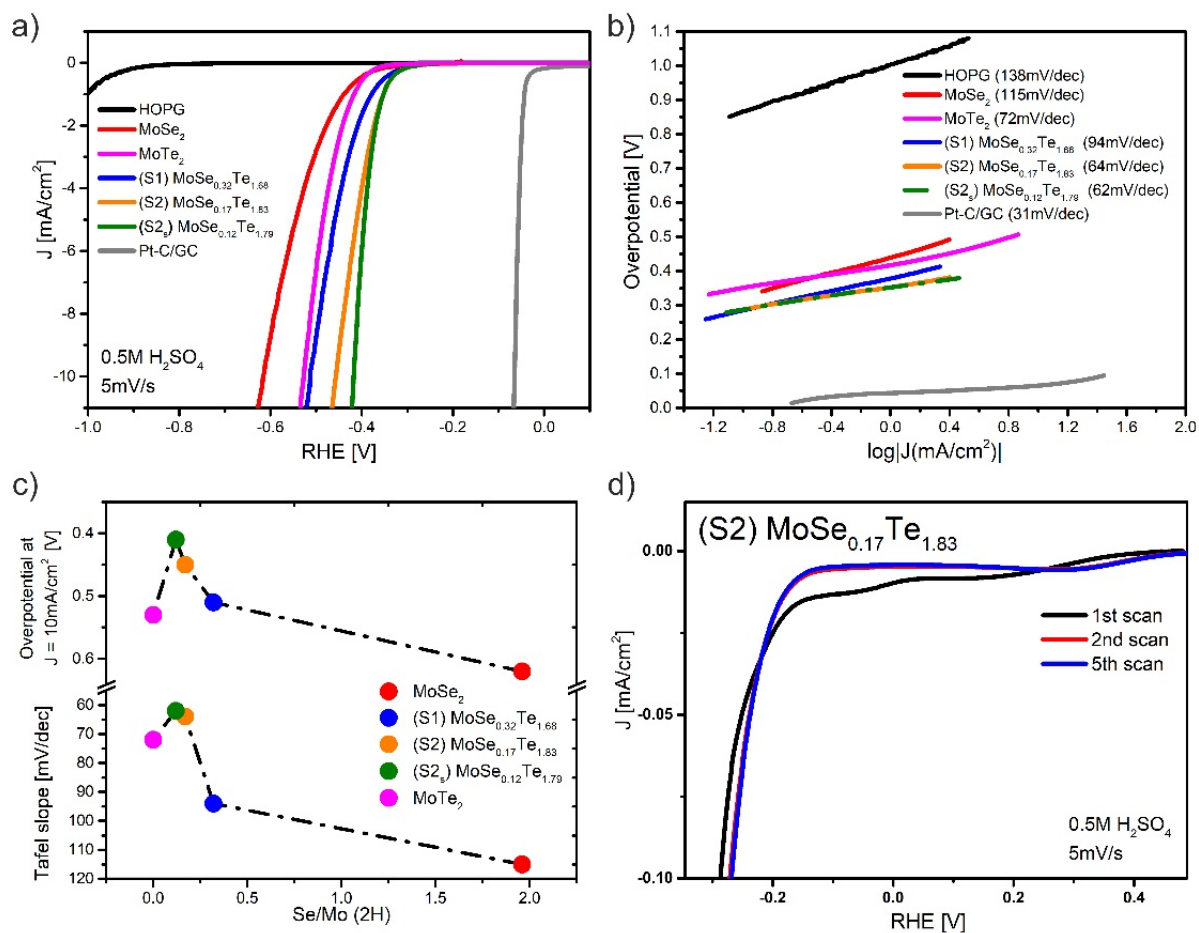 a)
J [mA/cm²]
0
-2
-4
-6
-8
-10
HOPG
MoSe₂
MoTe₂
(S1) MoSe₀.₃₂Te₁.₆₈
(S2) MoSe₀.₁₇Te₁.₈₃
(S2ₛ) MoSe₀.₁₂Te₁.₇₉
Pt-C/GC
0.5M H₂SO₄
5mV/s
-1.0 -0.8 -0.6 -0.4 -0.2 0.0
RHE [V]
b)
Overpotential [V]
1.1
1.0
0.9
0.8
0.7
0.6
0.5
0.4
0.3
0.2
0.1
0.0
HOPG (138mV/dec)
MoSe₂ (115mV/dec)
MoTe₂ (72mV/dec)
(S1) MoSe₀.₃₂Te₁.₆₈ (94mV/dec)
(S2) MoSe₀.₁₇Te₁.₈₃ (64mV/dec)
(S2ₛ) MoSe₀.₁₂Te₁.₇₉ (62mV/dec)
Pt-C/GC (31mV/dec)
-1.2 -0.8 -0.4 0.0 0.4 0.8 1.2 1.6 2.0
log|J(mA/cm²)|
c)
Overpotential at
J = 10mA/cm² [V]
0.4
0.5
0.6
Tafel slope [mV/dec]
60
65
70
75
80
85
90
95
100
105
110
115
120
MoSe₂
(S1) MoSe₀.₃₂Te₁.₆₈
(S2) MoSe₀.₁₇Te₁.₈₃
(S2ₛ) MoSe₀.₁₂Te₁.₇₉
MoTe₂
0.0 0.5 1.0 1.5 2.0
Se/Mo (2H)
d)
(S2) MoSe₀.₁₇Te₁.₈₃
J [mA/cm²]
0.00
-0.05
-0.10
1st scan
2nd scan
5th scan
0.5M H₂SO₄
5mV/s
-0.2 0.0 0.2 0.4
RHE [V]